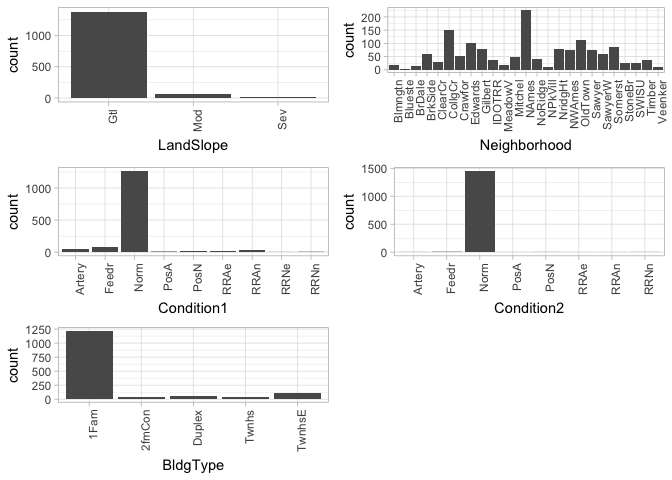 count
1000
500
0
Gtl
Mod
Sev
LandSlope
count
200
150
100
50
0
Blmngtn
Blueste
BrDale
BrkSide
ClearCr
CollgCr
Crawfor
Edwards
Gilbert
IDOTRR
MeadowV
Mitchel
NAmes
NoRidge
NPkVill
NridgHt
NWAmes
OldTown
Sawyer
SawyerW
Somerst
StoneBr
SWISU
Timber
Veenker
Neighborhood
count
1000
500
0
Artery
Feedr
Norm
PosA
PosN
RRAe
RRAn
RRNe
RRNn
Condition1
count
1500
1000
500
0
Artery
Feedr
Norm
PosA
PosN
RRAe
RRAn
RRNn
Condition2
count
1250
1000
750
500
250
0
1Fam
2fmCon
Duplex
Twnhs
TwnhsE
BldgType